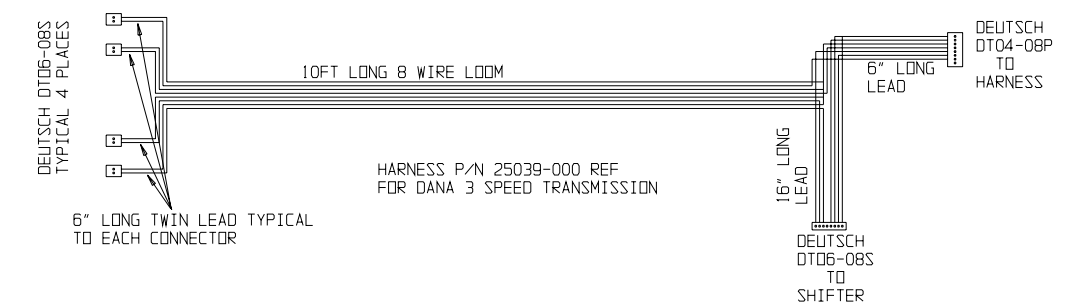 DEUTSCH DT06-08S
TYPICAL 4 PLACES
10FT LONG 8 WIRE LOOM
DEUTSCH
DT04-08P
TO
HARNESS
6" LONG
LEAD
HARNESS P/N 25039-000 REF
FOR DANA 3 SPEED TRANSMISSION
16" LONG
LEAD
6" LONG TWIN LEAD TYPICAL
TO EACH CONNECTOR
DEUTSCH
DT06-08S
TO
SHIFTER